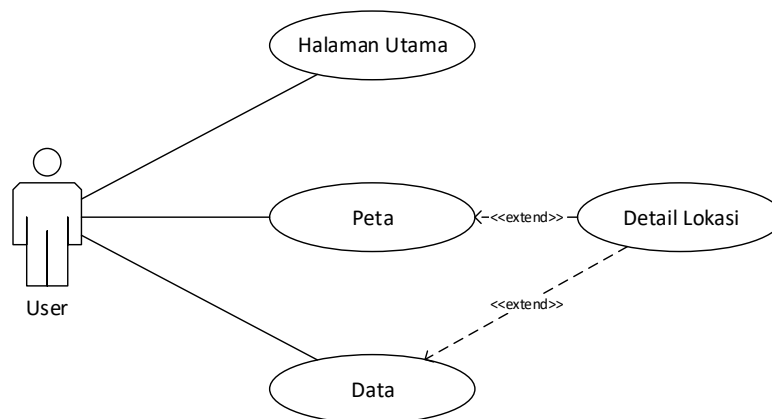 Halaman Utama
Peta
<<extend>>
Detail Lokasi
<<extend>>
User
Data